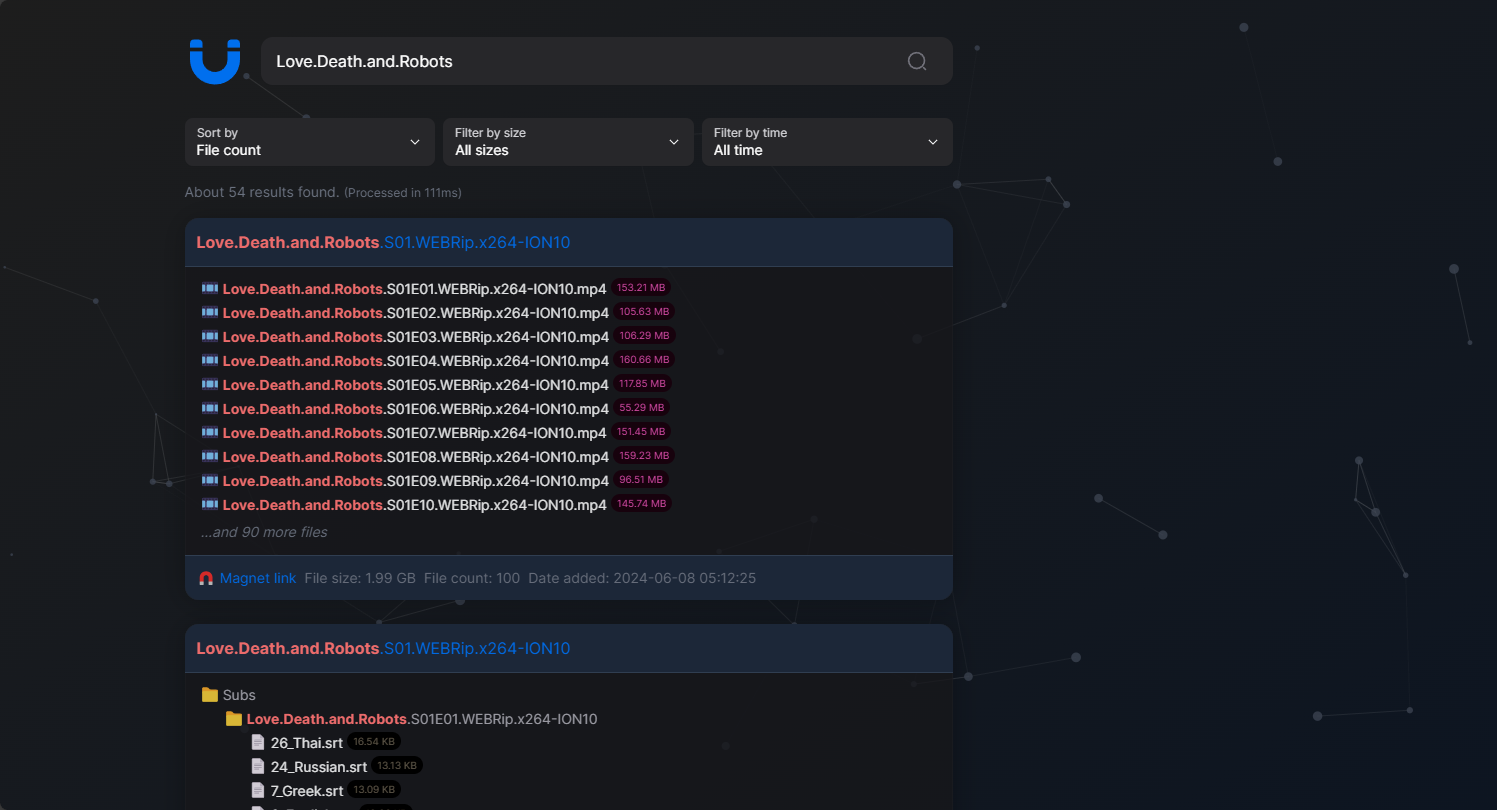 Love.Death.and.Robots
Sort by
File count
Filter by size
All sizes
Filter by time
All time
About 54 results found. (Processed in 111ms)
Love.Death.and.Robots.S01.WEBRip.x264-ION10
Love.Death.and.Robots.S01E01.WEBRip.x264-ION10.mp4 153.21 MB
Love.Death.and.Robots.S01E02.WEBRip.x264-ION10.mp4 105.63 MB
Love.Death.and.Robots.S01E03.WEBRip.x264-ION10.mp4 106.29 MB
Love.Death.and.Robots.S01E04.WEBRip.x264-ION10.mp4 160.66 MB
Love.Death.and.Robots.S01E05.WEBRip.x264-ION10.mp4 117.85 MB
Love.Death.and.Robots.S01E06.WEBRip.x264-ION10.mp4 55.29 MB
Love.Death.and.Robots.S01E07.WEBRip.x264-ION10.mp4 151.45 MB
Love.Death.and.Robots.S01E08.WEBRip.x264-ION10.mp4 159.23 MB
Love.Death.and.Robots.S01E09.WEBRip.x264-ION10.mp4 96.51 MB
Love.Death.and.Robots.S01E10.WEBRip.x264-ION10.mp4 145.74 MB
...and 90 more files
Magnet link File size: 1.99 GB File count: 100 Date added: 2024-06-08 05:12:25
Love.Death.and.Robots.S01.WEBRip.x264-ION10
Subs
Love.Death.and.Robots.S01E01.WEBRip.x264-ION10
26_Thai.srt 16.54 KB
24_Russian.srt 13.13 KB
7_Greek.srt 13.09 KB